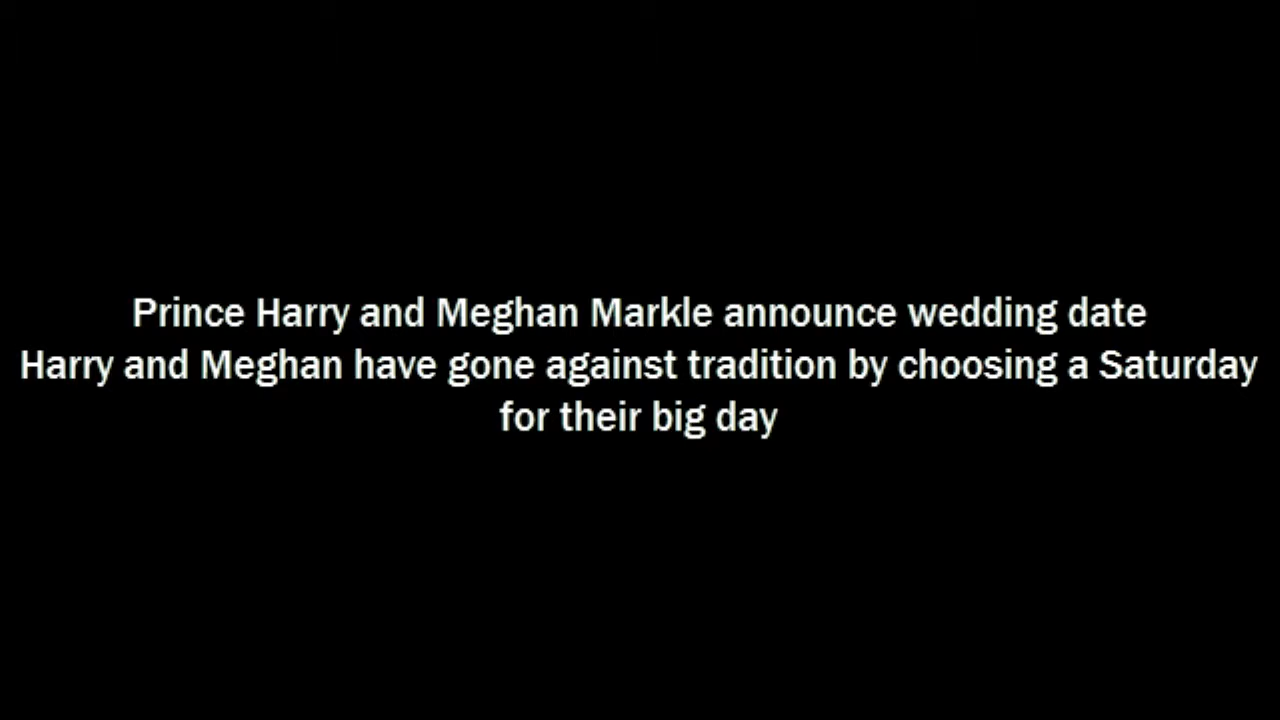 Prince Harry and Meghan Markle announce wedding date
Harry and Meghan have gone against tradition by choosing a Saturday
for their big day